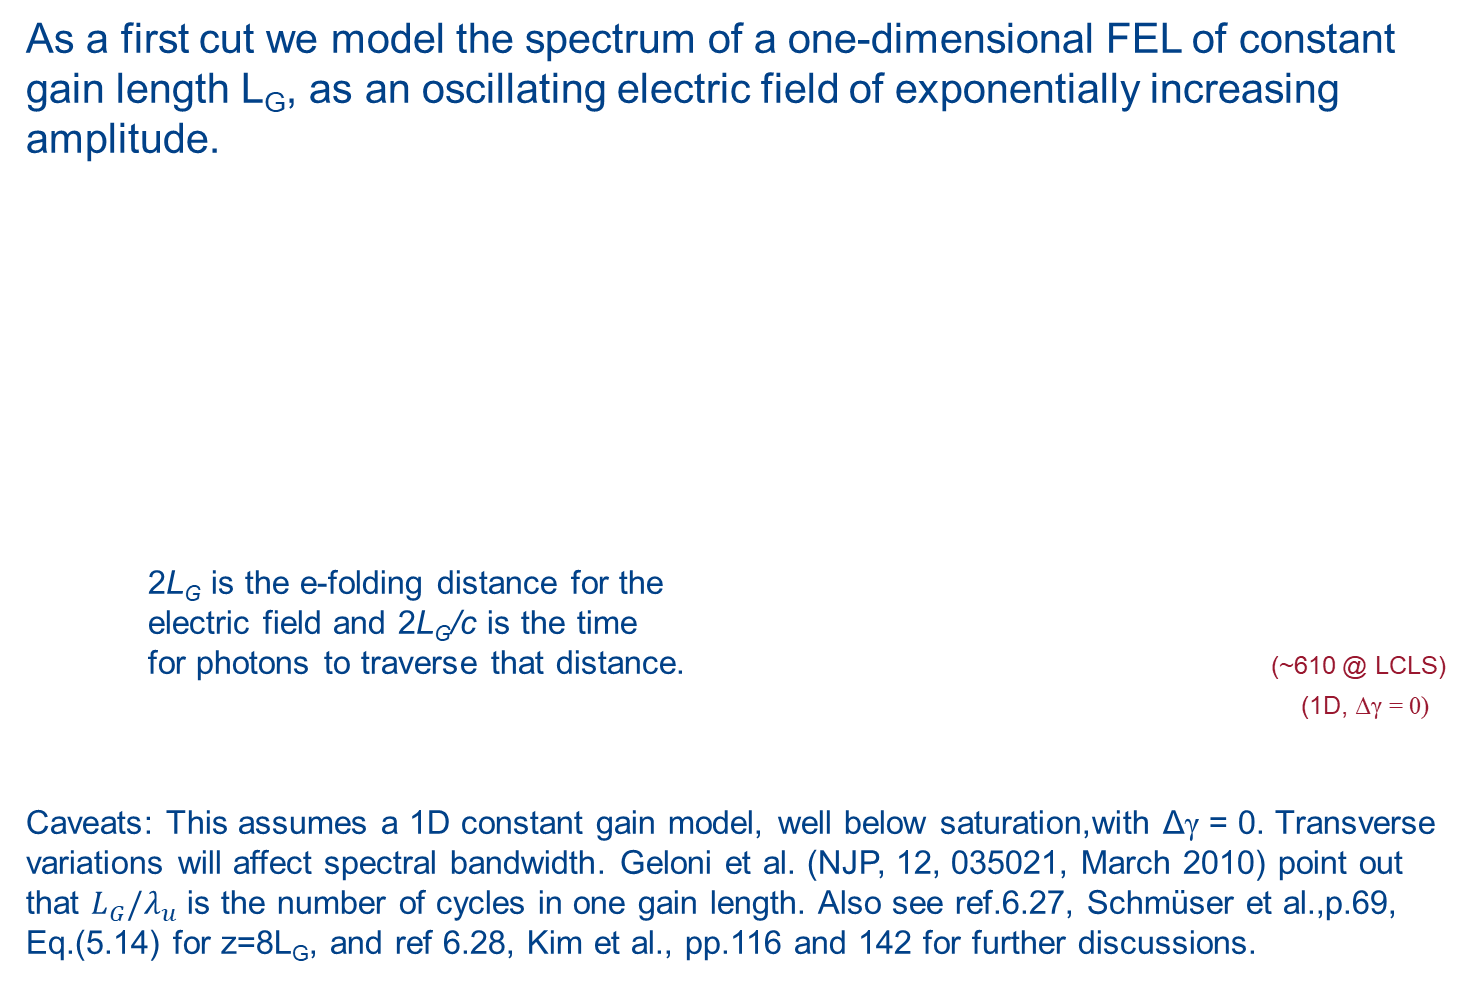 As a first cut we model the spectrum of a one-dimensional FEL of constant
gain length L_G, as an oscillating electric field of exponentially increasing
amplitude.
2L_G is the e-folding distance for the
electric field and 2L_G/c is the time
for photons to traverse that distance.
(~610 @ LCLS)
(1D, Δγ = 0)
Caveats: This assumes a 1D constant gain model, well below saturation,with Δγ = 0. Transverse
variations will affect spectral bandwidth. Geloni et al. (NJP, 12, 035021, March 2010) point out
that L_G/λ_u is the number of cycles in one gain length. Also see ref.6.27, Schmüser et al.,p.69,
Eq.(5.14) for z=8L_G, and ref 6.28, Kim et al., pp.116 and 142 for further discussions.